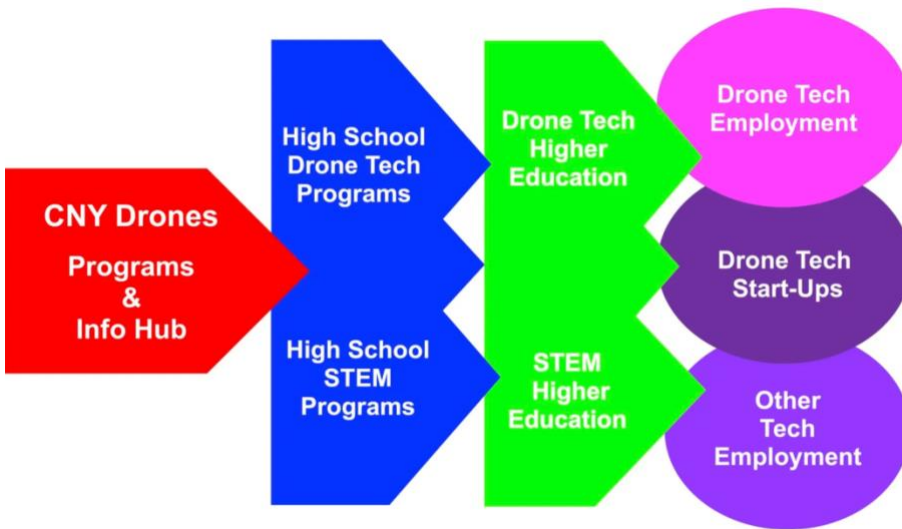 CNY Drones
Programs
&
Info Hub
High School
Drone Tech
Programs
High School
STEM
Programs
Drone Tech
Higher
Education
STEM
Higher
Education
Drone Tech
Employment
Drone Tech
Start-Ups
Other
Tech
Employment